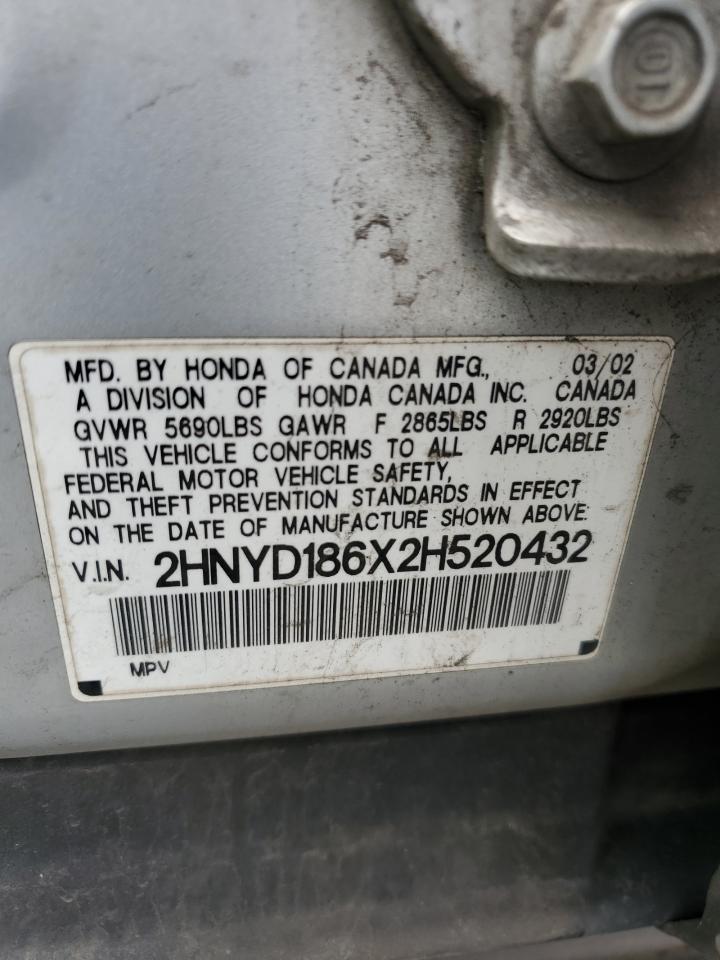 MFD. BY HONDA OF CANADA MFG., 03/02
A DIVISION OF HONDA CANADA INC. CANADA
GVWR 5690LBS GAWR F 2865LBS R 2920LBS
THIS VEHICLE CONFORMS TO ALL APPLICABLE
FEDERAL MOTOR VEHICLE SAFETY,
AND THEFT PREVENTION STANDARDS IN EFFECT
ON THE DATE OF MANUFACTURE SHOWN ABOVE:
V.I.N. 2HNYD186X2H520432
MPV